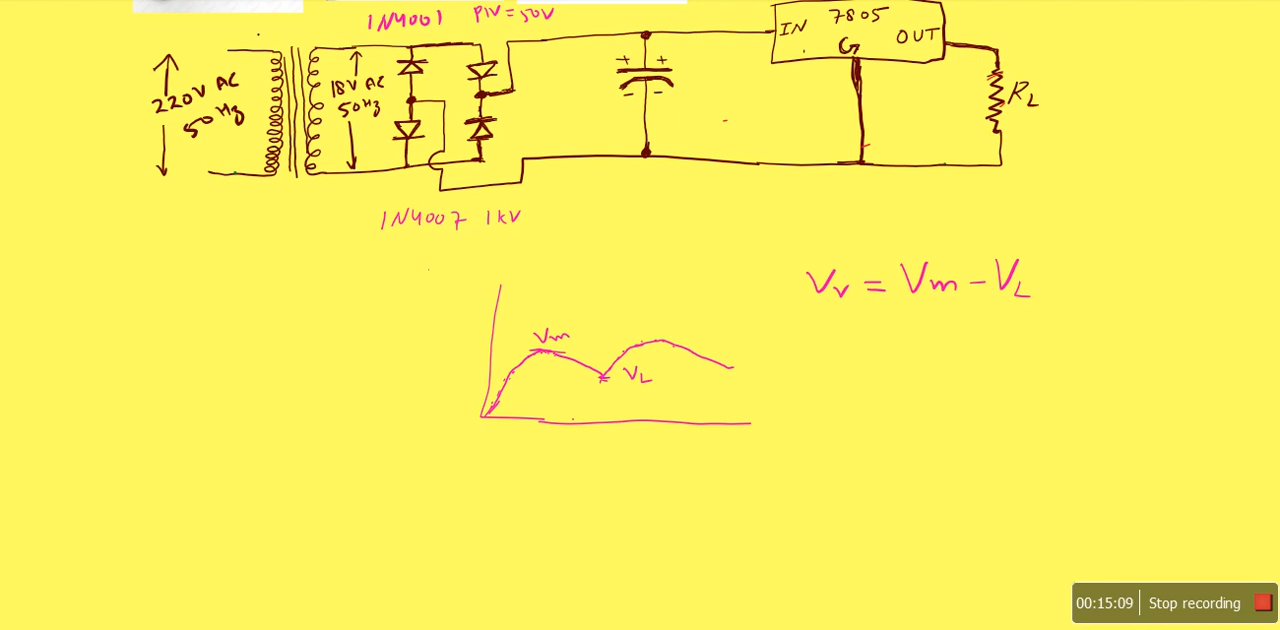 1N4001 PIV = 50V
IN 7805 OUT
G
220V AC
50Hz
18V AC
50Hz
+ +
- -
RL
1N4007 1kV
Vr = Vm - VL
Vm
VL
00:15:09 Stop recording